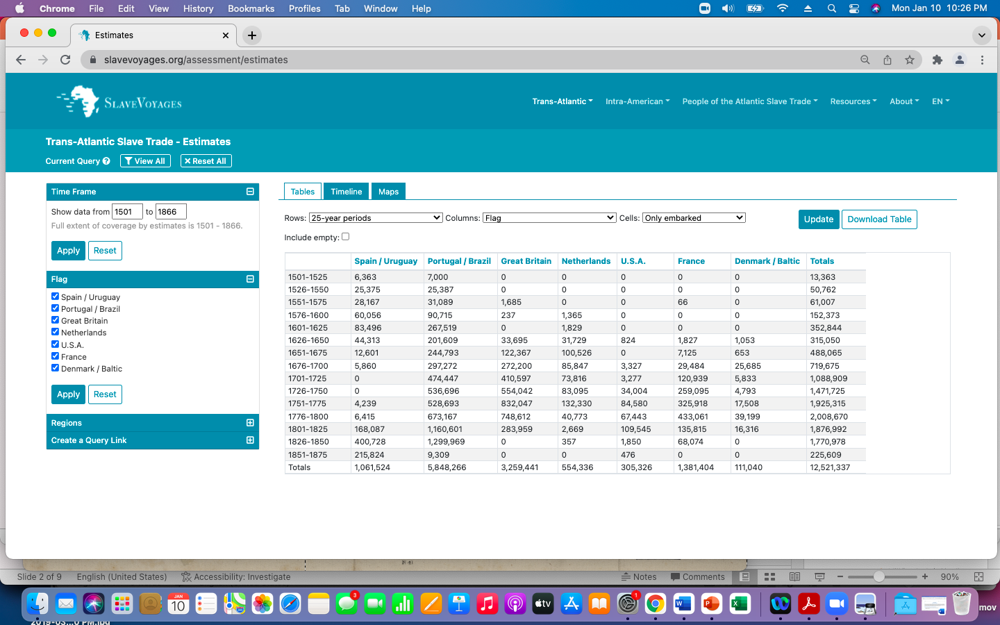 Chrome File Edit View History Bookmarks Profiles Tab Window Help Mon Jan 10 10:26 PM
Estimates
slavevoyages.org/assessment/estimates
SlaveVoyages
Trans-Atlantic Intra-American People of the Atlantic Slave Trade Resources About EN
Trans-Atlantic Slave Trade - Estimates
Current Query View All Reset All
Time Frame
Show data from 1501 to 1866
Full extent of coverage by estimates is 1501 - 1866.
Apply Reset
Flag
Spain / Uruguay
Portugal / Brazil
Great Britain
Netherlands
U.S.A.
France
Denmark / Baltic
Apply Reset
Regions
Create a Query Link
Tables Timeline Maps
Rows: 25-year periods Columns: Flag Cells: Only embarked Update Download Table
Include empty:
Spain / Uruguay Portugal / Brazil Great Britain Netherlands U.S.A. France Denmark / Baltic Totals
1501-1525 6,363 7,000 0 0 0 0 0 13,363
1526-1550 25,375 25,387 0 0 0 0 0 50,762
1551-1575 28,167 31,089 1,685 0 0 66 0 61,007
1576-1600 60,056 90,715 237 1,365 0 0 0 152,373
1601-1625 83,496 267,519 0 1,829 0 0 0 352,844
1626-1650 44,313 201,609 33,695 31,729 824 1,827 1,053 315,050
1651-1675 12,601 244,793 122,367 100,526 0 7,125 653 488,065
1676-1700 5,860 297,272 272,200 85,847 3,327 29,484 25,685 719,675
1701-1725 0 474,447 410,597 73,816 3,277 120,939 5,833 1,088,909
1726-1750 0 536,696 554,042 83,095 34,004 259,095 4,793 1,471,725
1751-1775 4,239 528,693 832,047 132,330 84,580 325,918 17,508 1,925,315
1776-1800 6,415 673,167 748,612 40,773 67,443 433,061 39,199 2,008,670
1801-1825 168,087 1,160,601 283,959 2,669 109,545 135,815 16,316 1,876,992
1826-1850 400,728 1,299,969 0 357 1,850 68,074 0 1,770,978
1851-1875 215,824 9,309 0 0 476 0 0 225,609
Totals 1,061,524 5,848,266 3,259,441 554,336 305,326 1,381,404 111,040 12,521,337
Slide 2 of 9 English (United States) Accessibility: Investigate Notes Comments 90%
JAN
10
3
tv
1
W
P
X
mov